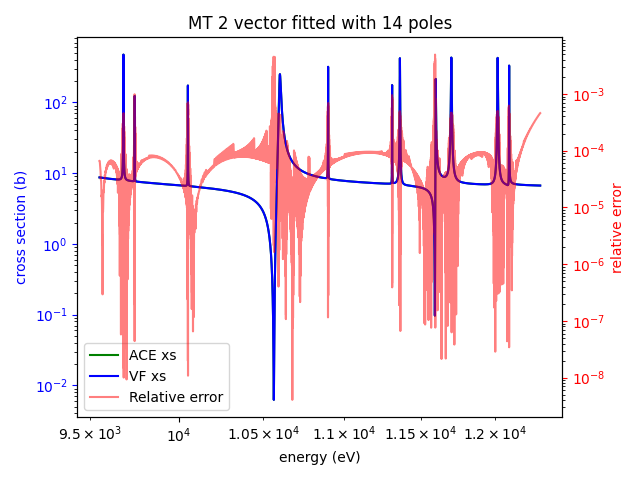 MT 2 vector fitted with 14 poles
10²
10¹
10⁰
10⁻¹
10⁻²
cross section (b)
10⁻³
10⁻⁴
10⁻⁵
10⁻⁶
10⁻⁷
10⁻⁸
relative error
ACE xs
VF xs
Relative error
9.5 × 10³
10⁴
1.05 × 10⁴
1.1 × 10⁴
1.15 × 10⁴
1.2 × 10⁴
energy (eV)